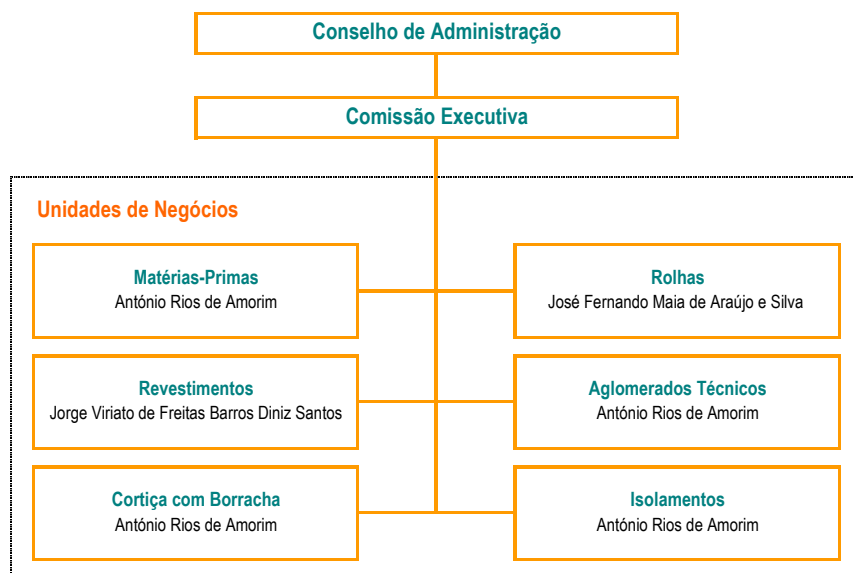 Conselho de Administração
Comissão Executiva
Unidades de Negócios
Matérias-Primas
António Rios de Amorim
Rolhas
José Fernando Maia de Araújo e Silva
Revestimentos
Jorge Viriato de Freitas Barros Diniz Santos
Aglomerados Técnicos
António Rios de Amorim
Cortiça com Borracha
António Rios de Amorim
Isolamentos
António Rios de Amorim